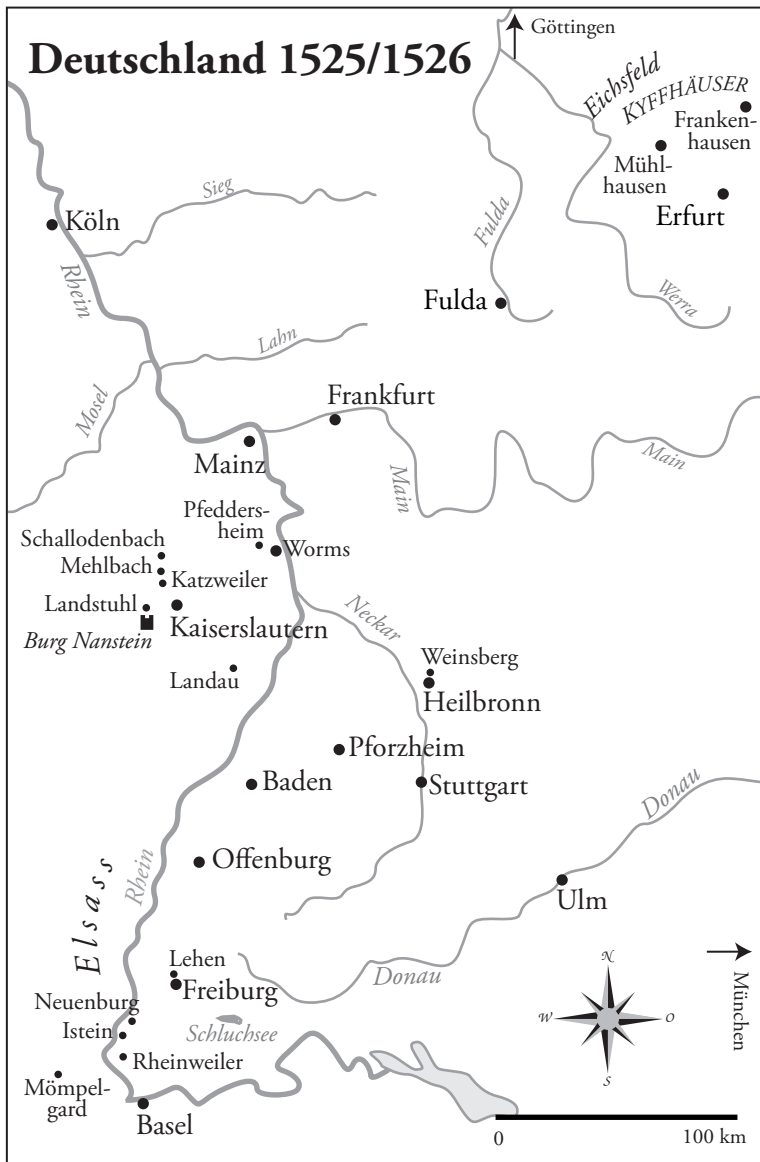 Deutschland 1525/1526
Göttingen
Eichsfeld
KYFFHÄUSER
Franken-
hausen
Mühl-
hausen
Erfurt
Sieg
Köln
Rhein
Fulda
Fulda
Werra
Lahn
Mosel
Frankfurt
Mainz
Main
Main
Pfedders-
heim
Worms
Schallodenbach
Mehlbach
Katzweiler
Landstuhl
Kaiserslautern
Burg Nanstein
Neckar
Landau
Weinsberg
Heilbronn
Pforzheim
Baden
Stuttgart
Donau
Offenburg
Rhein
Elsass
Ulm
Lehen
Freiburg
Donau
Schluchsee
Neuenburg
Istein
Rheinweiler
Mömpel-
gard
Basel
N
W
O
S
München
0
100 km